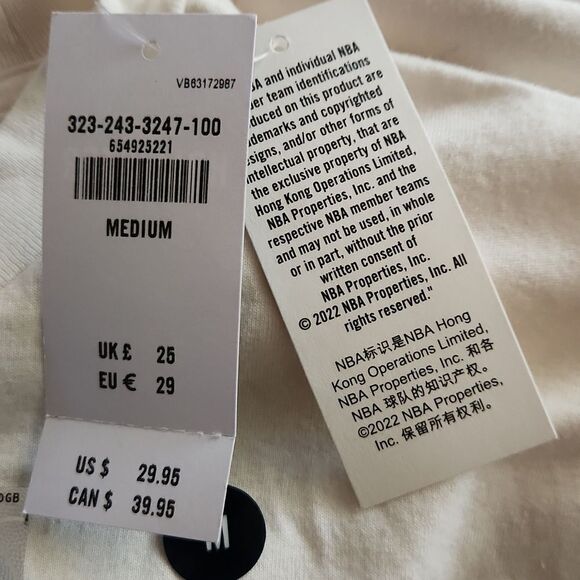 VB63172987
323-243-3247-100
654925221
MEDIUM
UK £ 25
EU € 29
US $ 29.95
CAN $ 39.95
and individual NBA
team identifications
on this product are
and copyrighted
and/or other forms of
intellectual property, that are
the exclusive property of NBA
Hong Kong Operations Limited,
NBA Properties, Inc. and the
respective NBA member teams
and may not be used, in whole
or in part, without the prior
written consent of
NBA Properties, Inc.
© 2022 NBA Properties, Inc. All
rights reserved."
NBA标识是NBA Hong
Kong Operations Limited,
NBA Properties, Inc. 和各
NBA 球队的知识产权。
©2022 NBA Properties,
Inc. 保留所有权利。
M